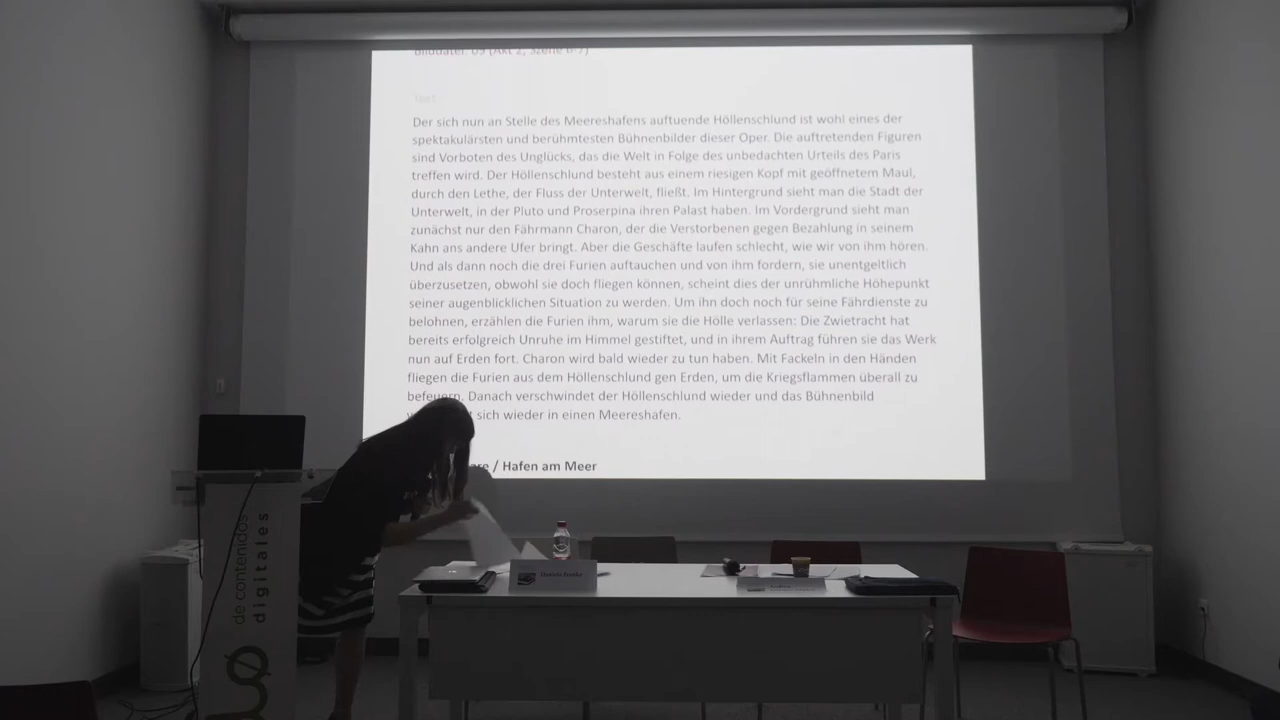 Bilddatei 05 (Akt 2, Szene 6-7)
Text
Der sich nun an Stelle des Meereshafens auftuende Höllenschlund ist wohl eines der
spektakulärsten und berühmtesten Bühnenbilder dieser Oper. Die auftretenden Figuren
sind Vorboten des Unglücks, das die Welt in Folge des unbedachten Urteils des Paris
treffen wird. Der Höllenschlund besteht aus einem riesigen Kopf mit geöffnetem Maul,
durch den Lethe, der Fluss der Unterwelt, fließt. Im Hintergrund sieht man die Stadt der
Unterwelt, in der Pluto und Proserpina ihren Palast haben. Im Vordergrund sieht man
zunächst nur den Fährmann Charon, der die Verstorbenen gegen Bezahlung in seinem
Kahn ans andere Ufer bringt. Aber die Geschäfte laufen schlecht, wie wir von ihm hören.
Und als dann noch die drei Furien auftauchen und von ihm fordern, sie unentgeltlich
überzusetzen, obwohl sie doch fliegen können, scheint dies der unrühmliche Höhepunkt
seiner augenblicklichen Situation zu werden. Um ihn doch noch für seine Fährdienste zu
belohnen, erzählen die Furien ihm, warum sie die Hölle verlassen: Die Zwietracht hat
bereits erfolgreich Unruhe im Himmel gestiftet, und in ihrem Auftrag führen sie das Werk
nun auf Erden fort. Charon wird bald wieder zu tun haben. Mit Fackeln in den Händen
fliegen die Furien aus dem Höllenschlund gen Erden, um die Kriegsflammen überall zu
befeuern. Danach verschwindet der Höllenschlund wieder und das Bühnenbild
sich wieder in einen Meereshafen.
/ Hafen am Meer
de contenidos
digitales